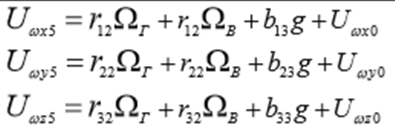 U_{ωx5} = r_{12}Ω_Г + r_{12}Ω_В + b_{13}g + U_{ωx0}
U_{ωy5} = r_{22}Ω_Г + r_{22}Ω_В + b_{23}g + U_{ωy0}
U_{ωz5} = r_{32}Ω_Г + r_{32}Ω_В + b_{33}g + U_{ωz0}